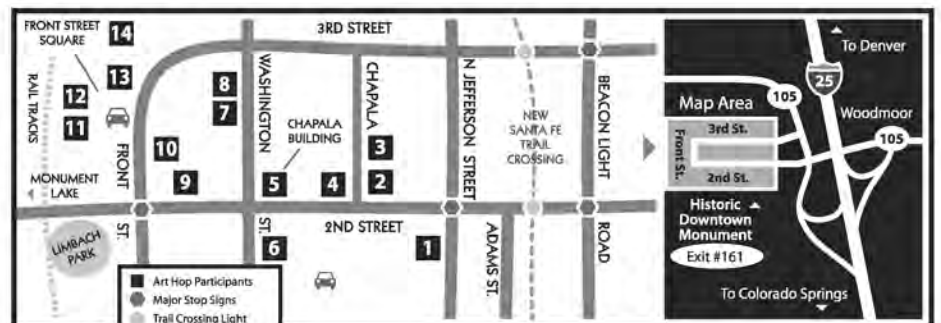 FRONT STREET
SQUARE
14
3RD STREET
RAIL TRACKS
13
12
11
8
7
WASHINGTON
ST.
CHAPALA
N JEFFERSON STREET
BEACON LIGHT
ROAD
CHAPALA
BUILDING
NEW
SANTA FE
TRAIL
CROSSING
3
10
FRONT
ST.
9
5
4
2
MONUMENT
LAKE
2ND STREET
LIMBACH
PARK
6
1
ADAMS ST.
Art Hop Participants
Major Stop Signs
Trail Crossing Light
To Denver
25
105
Map Area
Woodmoor
105
3rd St.
Front St.
2nd St.
Historic
Downtown
Monument
Exit #161
To Colorado Springs